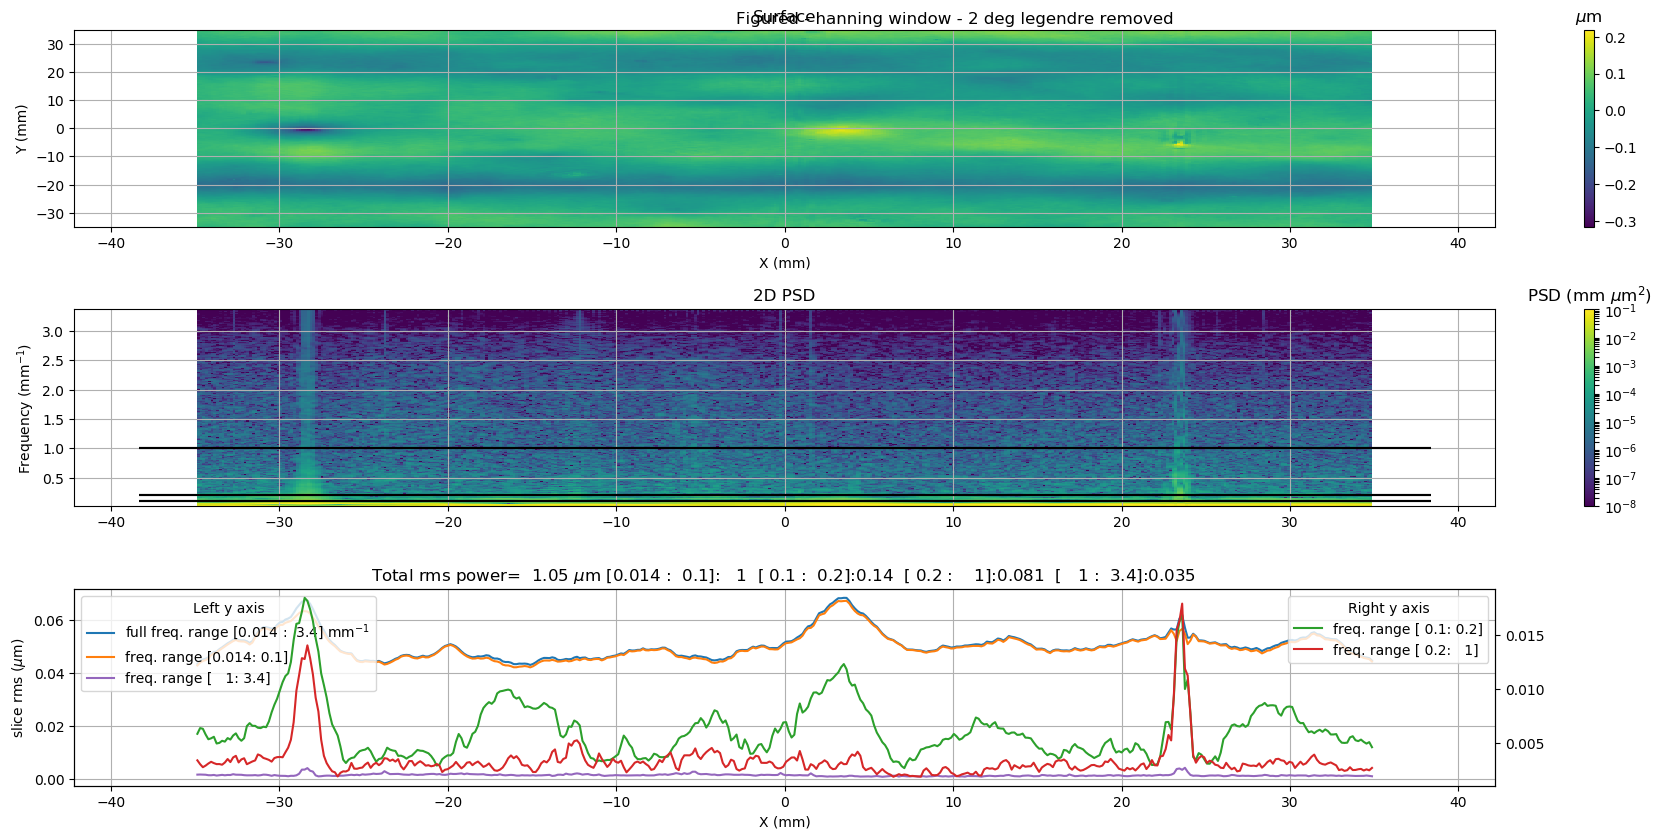 Surface
Figured - hanning window - 2 deg legendre removed
μm
30
20
10
0
−10
−20
−30
Y (mm)
−40 −30 −20 −10 0 10 20 30 40
X (mm)
0.2
0.1
0.0
−0.1
−0.2
−0.3
2D PSD
PSD (mm μm²)
3.0
2.5
2.0
1.5
1.0
0.5
Frequency (mm⁻¹)
−40 −30 −20 −10 0 10 20 30 40
10⁻¹
10⁻²
10⁻³
10⁻⁴
10⁻⁵
10⁻⁶
10⁻⁷
10⁻⁸
Total rms power= 1.05 μm [0.014 : 0.1]: 1 [ 0.1 : 0.2]:0.14 [ 0.2 : 1]:0.081 [ 1 : 3.4]:0.035
Left y axis
full freq. range [0.014 : 3.4] mm⁻¹
freq. range [0.014: 0.1]
freq. range [ 1: 3.4]
Right y axis
freq. range [ 0.1: 0.2]
freq. range [ 0.2: 1]
0.06
0.04
0.02
0.00
slice rms (μm)
0.015
0.010
0.005
−40 −30 −20 −10 0 10 20 30 40
X (mm)